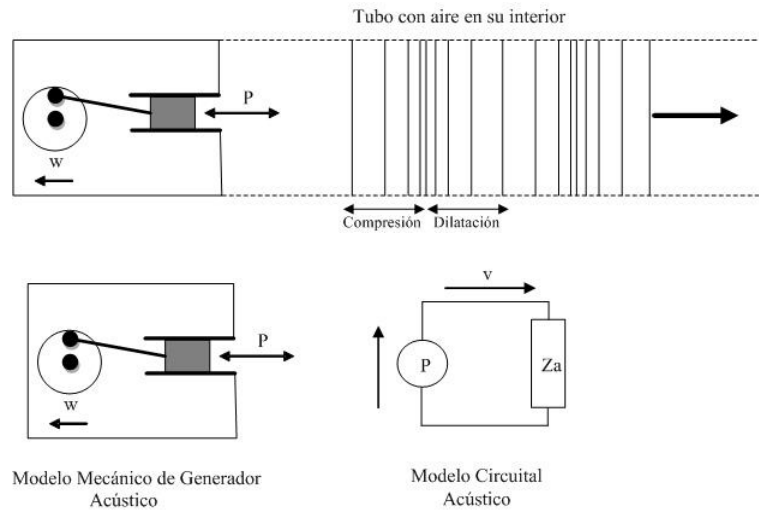 Tubo con aire en su interior
P
w
Compresión
Dilatación
P
w
v
P
Za
Modelo Mecánico de Generador
Acústico
Modelo Circuital
Acústico